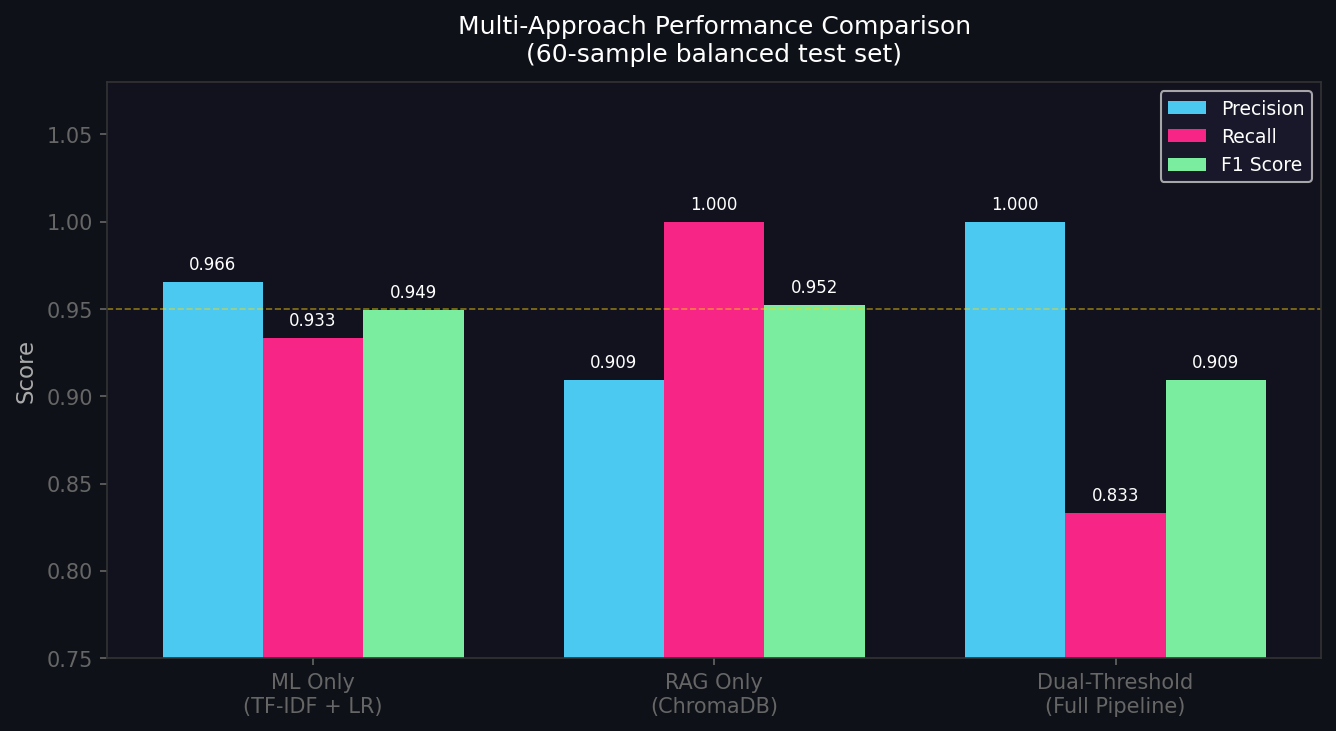 Multi-Approach Performance Comparison
(60-sample balanced test set)
Precision
Recall
F1 Score
Score
1.05
1.00
0.95
0.90
0.85
0.80
0.75
0.966
0.933
0.949
0.909
1.000
0.952
1.000
0.833
0.909
ML Only
(TF-IDF + LR)
RAG Only
(ChromaDB)
Dual-Threshold
(Full Pipeline)